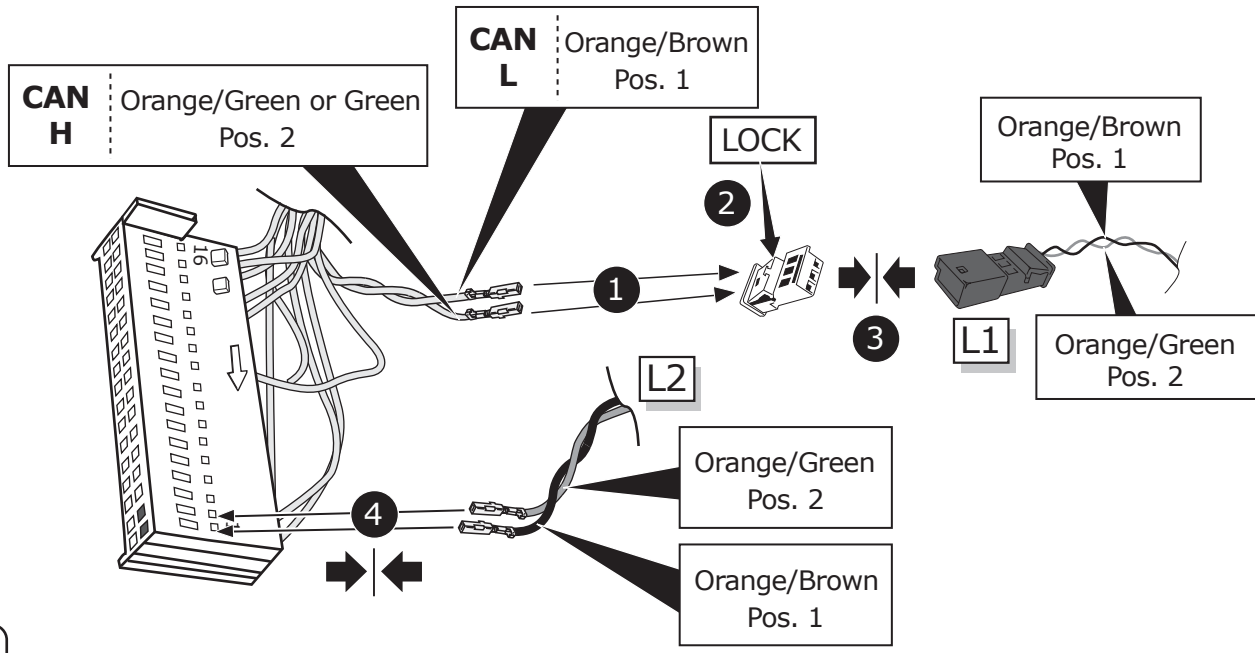 CAN
H
Orange/Green or Green
Pos. 2
CAN
L
Orange/Brown
Pos. 1
LOCK
2
Orange/Brown
Pos. 1
16
1
3
L1
Orange/Green
Pos. 2
L2
Orange/Green
Pos. 2
4
Orange/Brown
Pos. 1